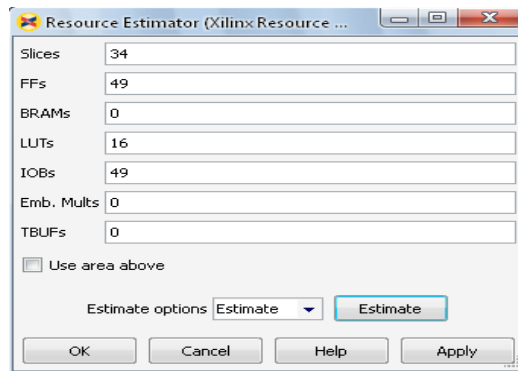 Resource Estimator (Xilinx Resource ...
Slices 34
FFs 49
BRAMs 0
LUTs 16
IOBs 49
Emb. Mults 0
TBUFs 0
Use area above
Estimate options Estimate Estimate
OK Cancel Help Apply